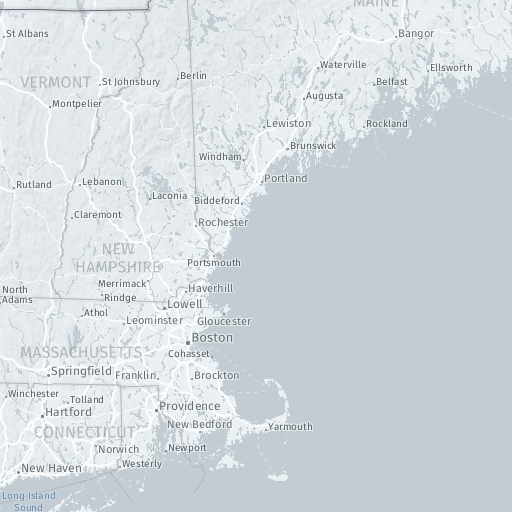 MAINE
St Albans
Bangor
Waterville
Ellsworth
Berlin
VERMONT
St Johnsbury
Belfast
Augusta
Montpelier
Lewiston
Rockland
Brunswick
Windham
Portland
Rutland
Lebanon
Laconia
Biddeford
Claremont
Rochester
NEW
HAMPSHIRE
Portsmouth
Merrimack
North
Adams
Rindge
Haverhill
Lowell
Athol
Leominster
Gloucester
Boston
MASSACHUSETTS
Cohasset
Springfield
Franklin
Brockton
Winchester
Tolland
Providence
Hartford
New Bedford
Yarmouth
CONNECTICUT
RI
Norwich
Newport
Westerly
New Haven
Long Island
Sound